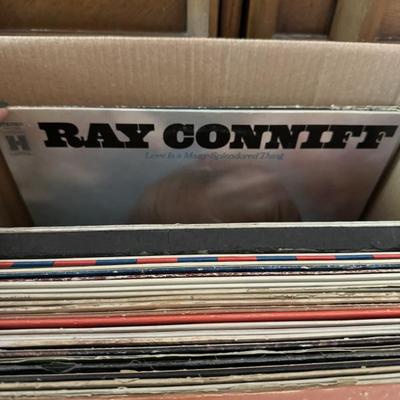 RAY CONNIFF
H
Love Is a Many-Splendored Thing